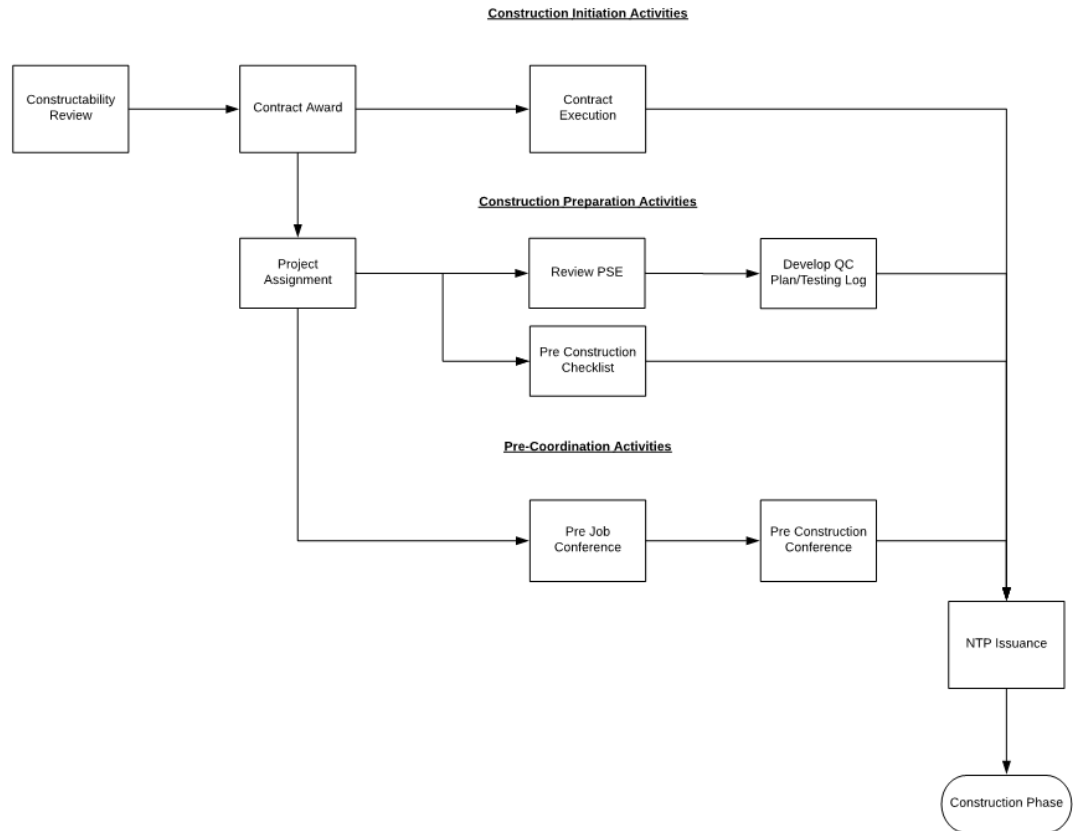 Construction Initiation Activities
Constructability
Review
Contract Award
Contract
Execution
Construction Preparation Activities
Project
Assignment
Review PSE
Develop QC
Plan/Testing Log
Pre Construction
Checklist
Pre-Coordination Activities
Pre Job
Conference
Pre Construction
Conference
NTP Issuance
Construction Phase